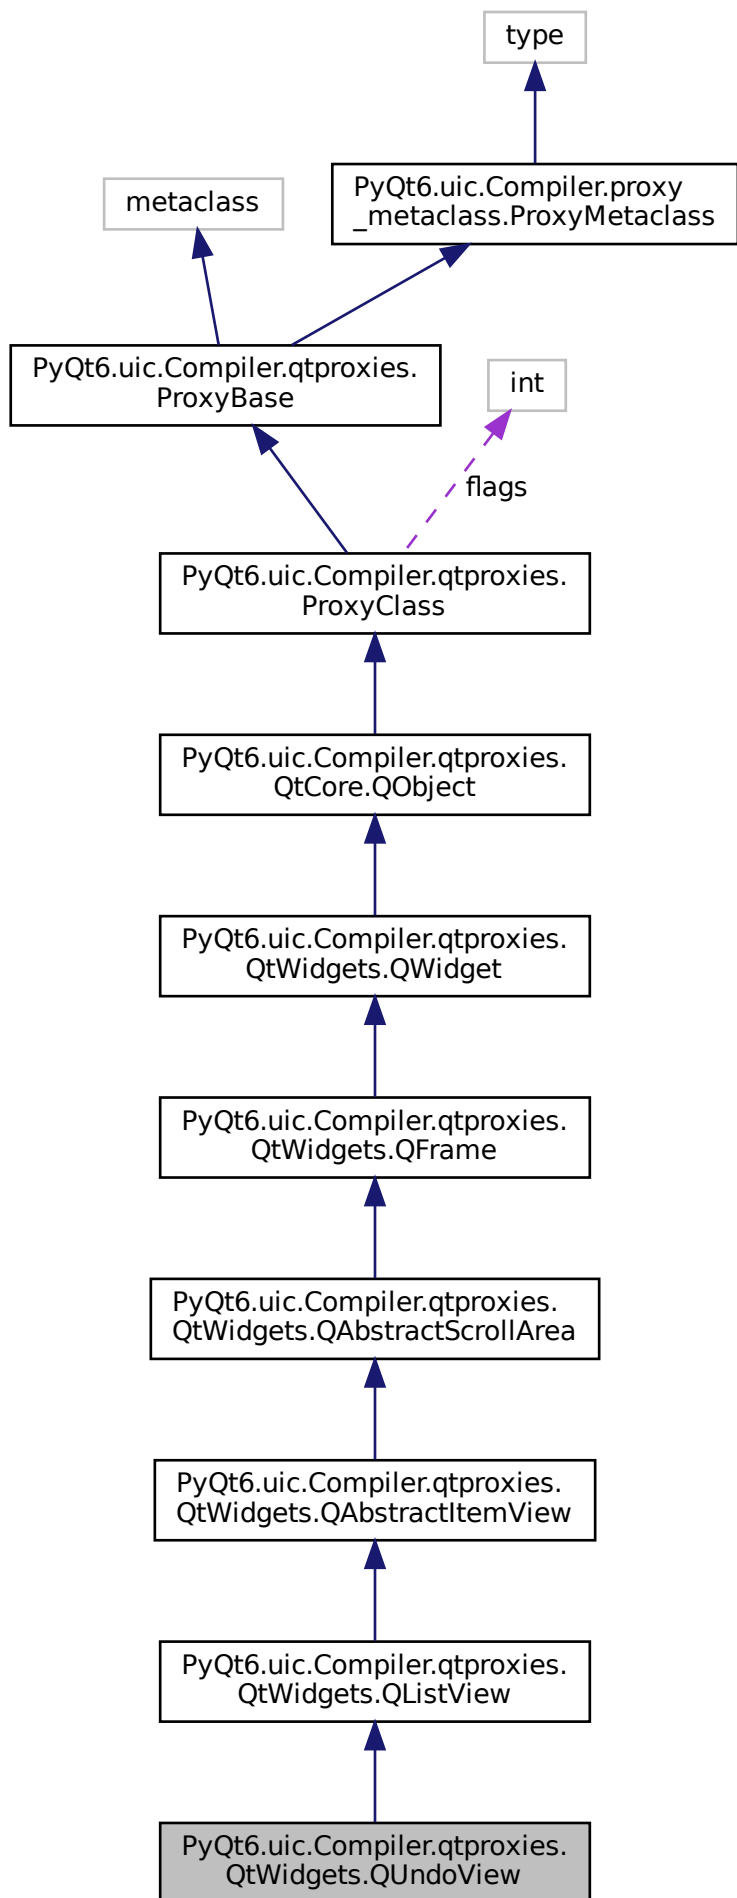 type
PyQt6.uic.Compiler.proxy
_metaclass.ProxyMetaclass
metaclass
PyQt6.uic.Compiler.qtproxies.
ProxyBase
int
flags
PyQt6.uic.Compiler.qtproxies.
ProxyClass
PyQt6.uic.Compiler.qtproxies.
QtCore.QObject
PyQt6.uic.Compiler.qtproxies.
QtWidgets.QWidget
PyQt6.uic.Compiler.qtproxies.
QtWidgets.QFrame
PyQt6.uic.Compiler.qtproxies.
QtWidgets.QAbstractScrollArea
PyQt6.uic.Compiler.qtproxies.
QtWidgets.QAbstractItemView
PyQt6.uic.Compiler.qtproxies.
QtWidgets.QListView
PyQt6.uic.Compiler.qtproxies.
QtWidgets.QUndoView